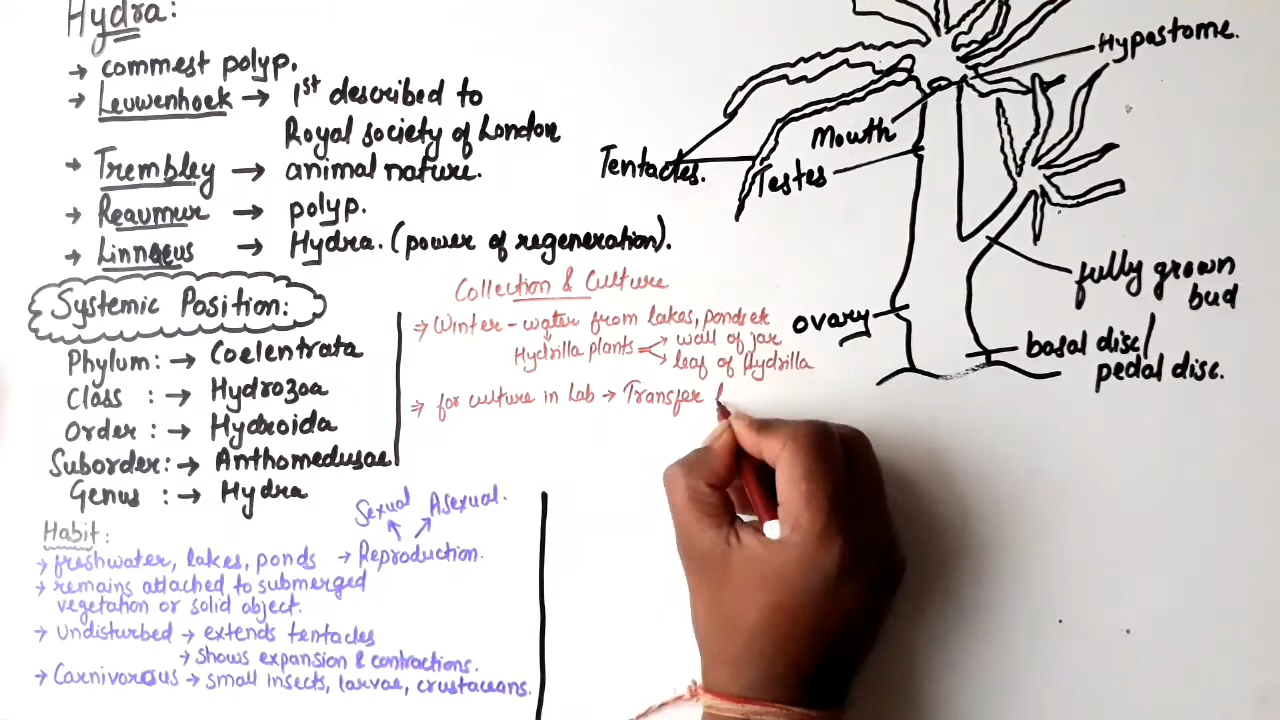 Hydra:
→ commest polyp.
→ Leuwenhoek → 1st described to
Royal society of London
→ Trembley → animal nature.
→ Reaumur → polyp.
→ Linnaeus → Hydra. (power of regeneration).
Systemic Position:
Phylum: → Coelentrata
Class : → Hydrozoa
Order: → Hydroida
Suborder: → Anthomedusae
Genus : → Hydra
Habit:
→ freshwater, lakes, ponds → Reproduction.
Sexual Asexual.
→ remains attached to submerged
vegetation or solid object.
→ Undisturbed → extends tentacles
→ shows expansion & contractions.
→ Carnivorous → small insects, larvae, crustaceans.
Collection & Culture
⇒ Winter - water from lakes, ponds etc
Hydrilla plants → wall of jar
→ leaf of Hydrilla
⇒ for culture in Lab → Transfer
Hypostome.
Mouth
Tentacles.
Testes
fully grown
bud
ovary
basal disc/
pedal disc.